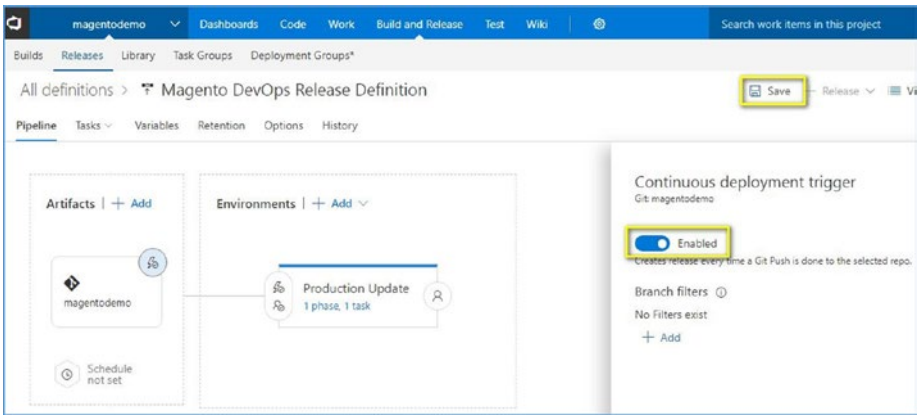 magentodemo Dashboards Code Work Build and Release Test Wiki Search work items in this project
Builds Releases Library Task Groups Deployment Groups*
All definitions > Magento DevOps Release Definition Save + Release Vi
Pipeline Tasks Variables Retention Options History
Artifacts | + Add
Environments | + Add
magentodemo
Schedule
not set
Production Update
1 phase, 1 task
Continuous deployment trigger
Git: magentodemo
Enabled
Creates release every time a Git Push is done to the selected repo.
Branch filters
No Filters exist
+ Add